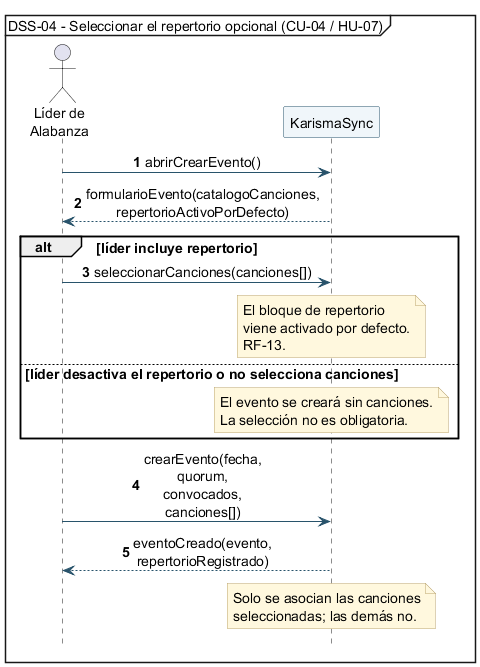 DSS-04 - Seleccionar el repertorio opcional (CU-04 / HU-07)
Líder de
Alabanza
KarismaSync
1 abrirCrearEvento()
2 formularioEvento(catalogoCanciones,
repertorioActivoPorDefecto)
alt [líder incluye repertorio]
3 seleccionarCanciones(canciones[])
El bloque de repertorio
viene activado por defecto.
RF-13.
[líder desactiva el repertorio o no selecciona canciones]
El evento se creará sin canciones.
La selección no es obligatoria.
4 crearEvento(fecha,
quorum,
convocados,
canciones[])
5 eventoCreado(evento,
repertorioRegistrado)
Solo se asocian las canciones
seleccionadas; las demás no.